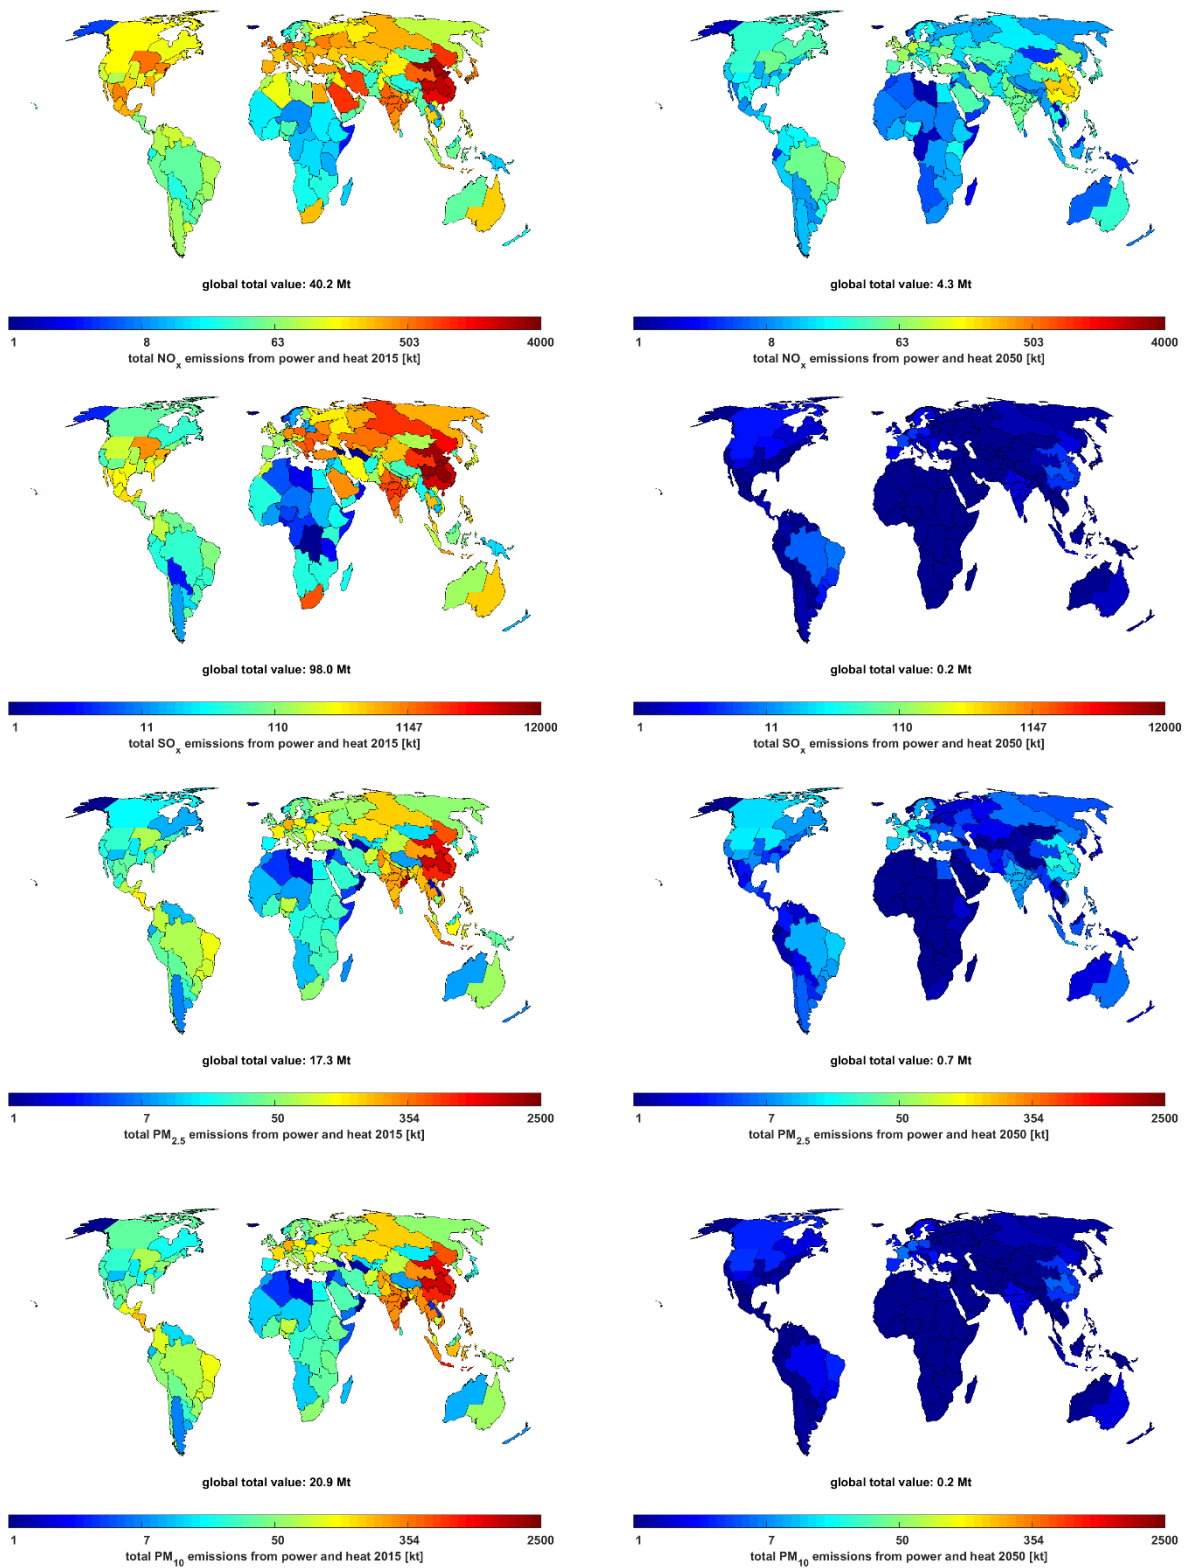 global total value: 40.2 Mt
global total value: 4.3 Mt
1 8 63 503 4000
1 8 63 503 4000
total NOx emissions from power and heat 2015 [kt]
total NOx emissions from power and heat 2050 [kt]
global total value: 98.0 Mt
global total value: 0.2 Mt
1 11 110 1147 12000
1 11 110 1147 12000
total SOx emissions from power and heat 2015 [kt]
total SOx emissions from power and heat 2050 [kt]
global total value: 17.3 Mt
global total value: 0.7 Mt
1 7 50 354 2500
1 7 50 354 2500
total PM2.5 emissions from power and heat 2015 [kt]
total PM2.5 emissions from power and heat 2050 [kt]
global total value: 20.9 Mt
global total value: 0.2 Mt
1 7 50 354 2500
1 7 50 354 2500
total PM10 emissions from power and heat 2015 [kt]
total PM10 emissions from power and heat 2050 [kt]